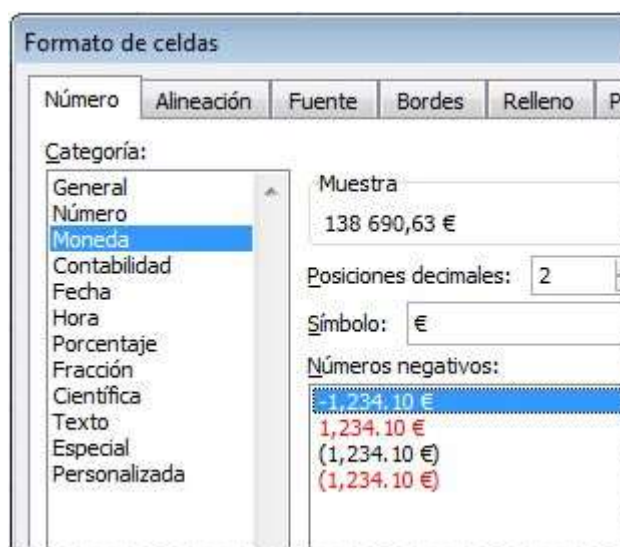 Formato de celdas
Número Alineación Fuente Bordes Relleno P
Categoría:
General
Número
Moneda
Contabilidad
Fecha
Hora
Porcentaje
Fracción
Científica
Texto
Especial
Personalizada
Muestra
138 690,63 €
Posiciones decimales: 2
Símbolo: €
Números negativos:
-1,234.10 €
1,234.10 €
(1,234.10 €)
(1,234.10 €)